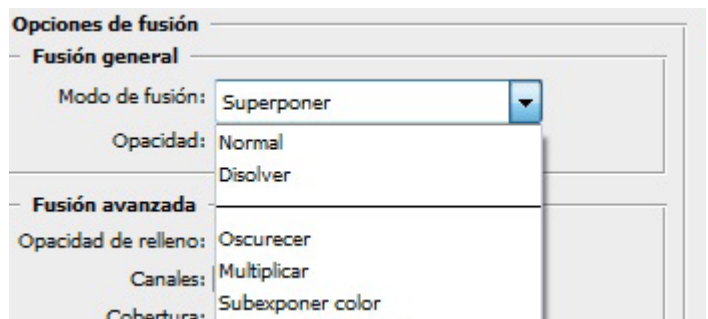 Opciones de fusión
Fusión general
Modo de fusión: Superponer
Opacidad: Normal
Disolver
Fusión avanzada
Opacidad de relleno: Oscurecer
Canales: Multiplicar
Cobertura: Subexponer color